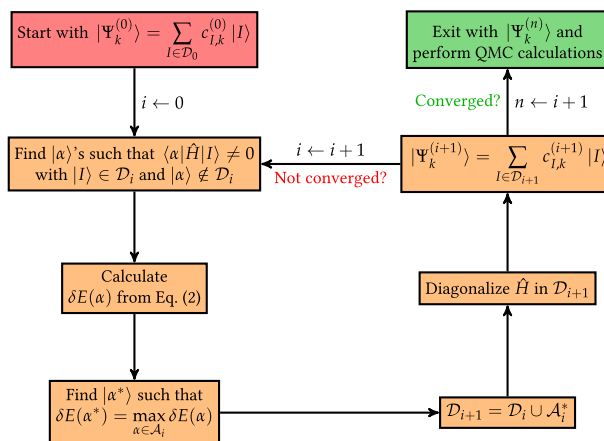 Start with |Ψ_k^{(0)}⟩ = ∑_{I∈𝒟_0} c_{I,k}^{(0)} |I⟩
i ← 0
Find |α⟩'s such that ⟨α|Ĥ|I⟩ ≠ 0
with |I⟩ ∈ 𝒟_i and |α⟩ ∉ 𝒟_i
Calculate
δE(α) from Eq. (2)
Find |α*⟩ such that
δE(α*) = max_{α∈𝒜_i} δE(α)
𝒟_{i+1} = 𝒟_i ∪ 𝒜_i^*
Diagonalize Ĥ in 𝒟_{i+1}
|Ψ_k^{(i+1)}⟩ = ∑_{I∈𝒟_{i+1}} c_{I,k}^{(i+1)} |I⟩
i ← i + 1
Not converged?
Converged?
n ← i + 1
Exit with |Ψ_k^{(n)}⟩ and
perform QMC calculations